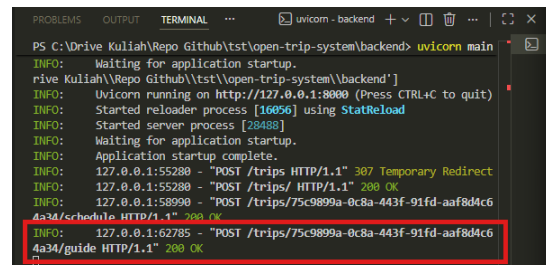 PROBLEMS OUTPUT TERMINAL ... uvicorn - backend
PS C:\Drive Kuliah\Repo Github\tst\open-trip-system\backend> uvicorn main
INFO: Waiting for application startup.
rive Kuliah\\Repo Github\\tst\\open-trip-system\\backend']
INFO: Uvicorn running on http://127.0.0.1:8000 (Press CTRL+C to quit)
INFO: Started reloader process [16056] using StatReload
INFO: Started server process [28488]
INFO: Waiting for application startup.
INFO: Application startup complete.
INFO: 127.0.0.1:55280 - "POST /trips HTTP/1.1" 307 Temporary Redirect
INFO: 127.0.0.1:55280 - "POST /trips/ HTTP/1.1" 200 OK
INFO: 127.0.0.1:58990 - "POST /trips/75c9899a-0c8a-443f-91fd-aaf8d4c6
4a34/schedule HTTP/1.1" 200 OK
INFO: 127.0.0.1:62785 - "POST /trips/75c9899a-0c8a-443f-91fd-aaf8d4c6
4a34/guide HTTP/1.1" 200 OK